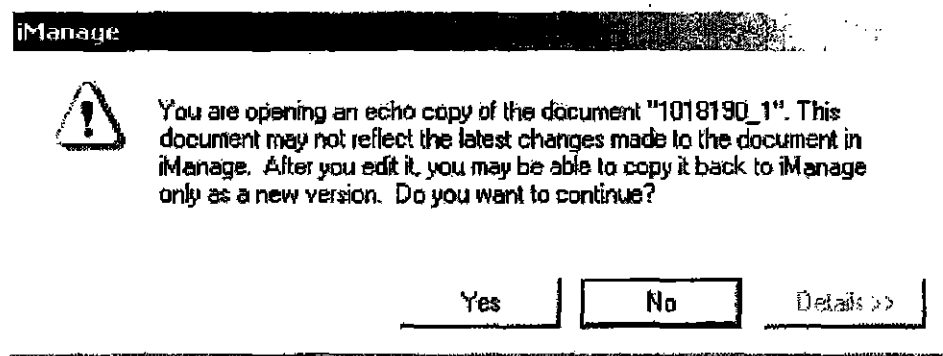 iManage
You are opening an echo copy of the document "1018190_1". This
document may not reflect the latest changes made to the document in
iManage. After you edit it, you may be able to copy it back to iManage
only as a new version. Do you want to continue?
Yes No Details >>